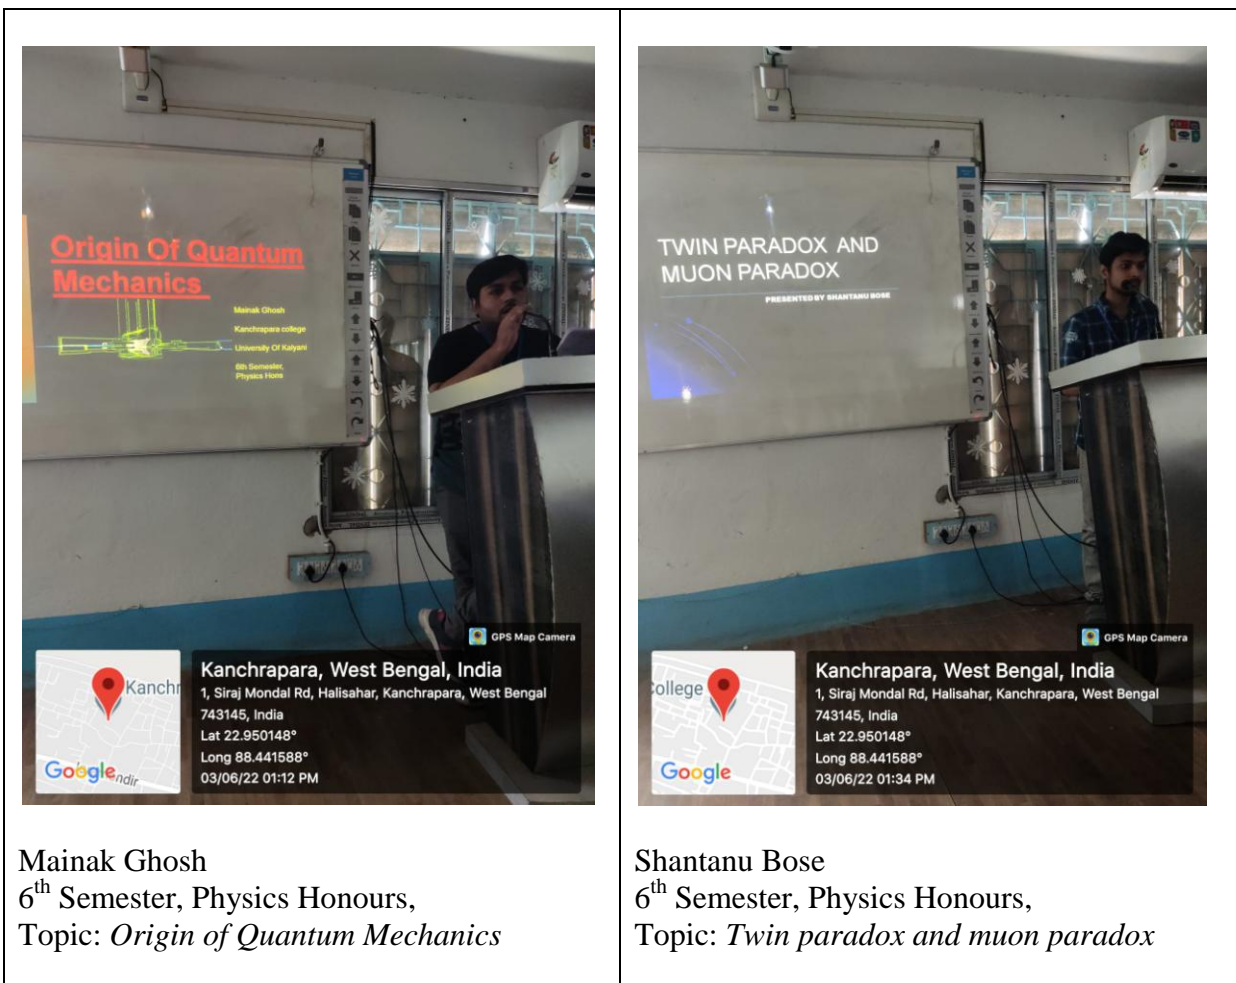 Origin Of Quantum
Mechanics
Mainak Ghosh
Kanchrapara college
University Of Kalyani
6th Semester,
Physics Hons
GPS Map Camera
Kanchr
ndir
Google
Kanchrapara, West Bengal, India
1, Siraj Mondal Rd, Halisahar, Kanchrapara, West Bengal
743145, India
Lat 22.950148°
Long 88.441588°
03/06/22 01:12 PM
Mainak Ghosh
6th Semester, Physics Honours,
Topic: Origin of Quantum Mechanics
TWIN PARADOX AND
MUON PARADOX
PRESENTED BY SHANTANU BOSE
GPS Map Camera
College
Google
Kanchrapara, West Bengal, India
1, Siraj Mondal Rd, Halisahar, Kanchrapara, West Bengal
743145, India
Lat 22.950148°
Long 88.441588°
03/06/22 01:34 PM
Shantanu Bose
6th Semester, Physics Honours,
Topic: Twin paradox and muon paradox